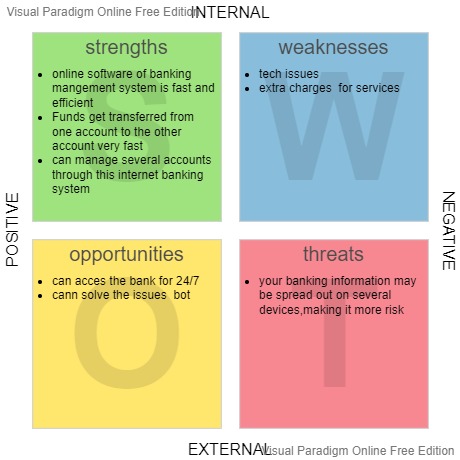 Visual Paradigm Online Free Edition
INTERNAL
strengths
• online software of banking
mangement system is fast and
efficient
• Funds get transferred from
one account to the other
account very fast
• can manage several accounts
through this internet banking
system
S
weaknesses
• tech issues
• extra charges for services
W
POSITIVE
NEGATIVE
opportunities
• can acces the bank for 24/7
• cann solve the issues bot
O
threats
• your banking information may
be spread out on several
devices,making it more risk
T
EXTERNAL
Visual Paradigm Online Free Edition